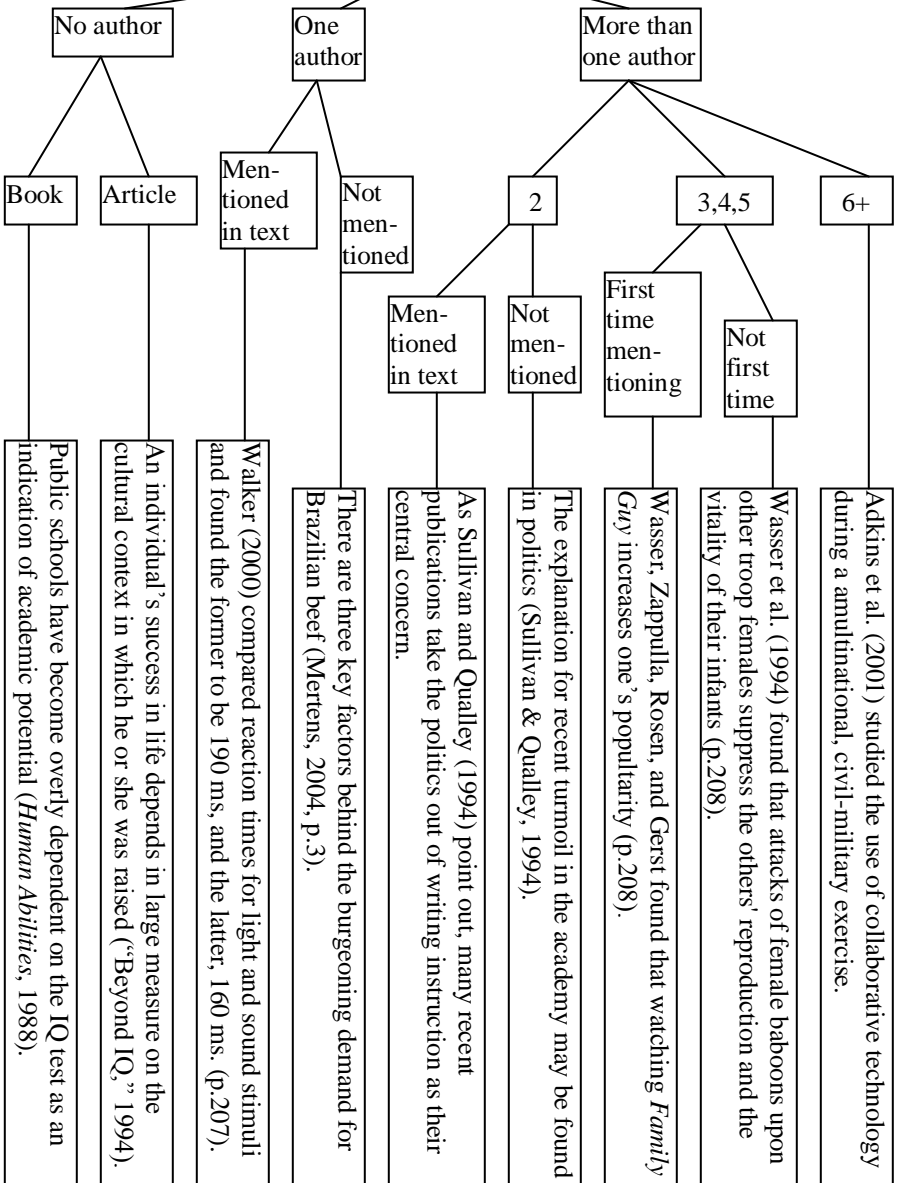 No author
One
author
More than
one author
Book
Article
Men-
tioned
in text
Not
men-
tioned
2
3,4,5
6+
Men-
tioned
in text
Not
men-
tioned
First
time
men-
tioning
Not
first
time
Public schools have become overly dependent on the IQ test as an
indication of academic potential (Human Abilities, 1988).
An individual’s success in life depends in large measure on the
cultural context in which he or she was raised (“Beyond IQ,” 1994).
Walker (2000) compared reaction times for light and sound stimuli
and found the former to be 190 ms, and the latter, 160 ms. (p.207).
There are three key factors behind the burgeoning demand for
Brazilian beef (Mertens, 2004, p.3).
As Sullivan and Qualley (1994) point out, many recent
publications take the politics out of writing instruction as their
central concern.
The explanation for recent turmoil in the academy may be found
in politics (Sullivan & Qualley, 1994).
Wasser, Zappulla, Rosen, and Gerst found that watching Family
Guy increases one’s popultarity (p.208).
Wasser et al. (1994) found that attacks of female baboons upon
other troop females suppress the others' reproduction and the
vitality of their infants (p.208).
Adkins et al. (2001) studied the use of collaborative technology
during a amultinational, civil-military exercise.